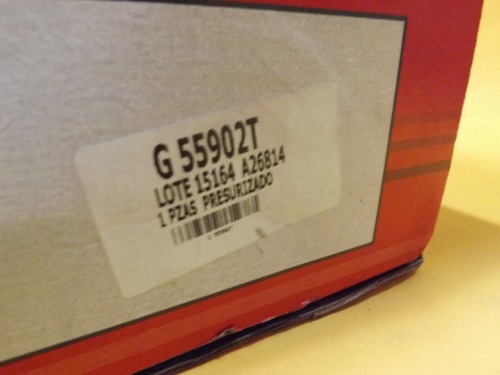 G 55902T
LOTE 15164 A26814
1 PZAS PRESURIZADO